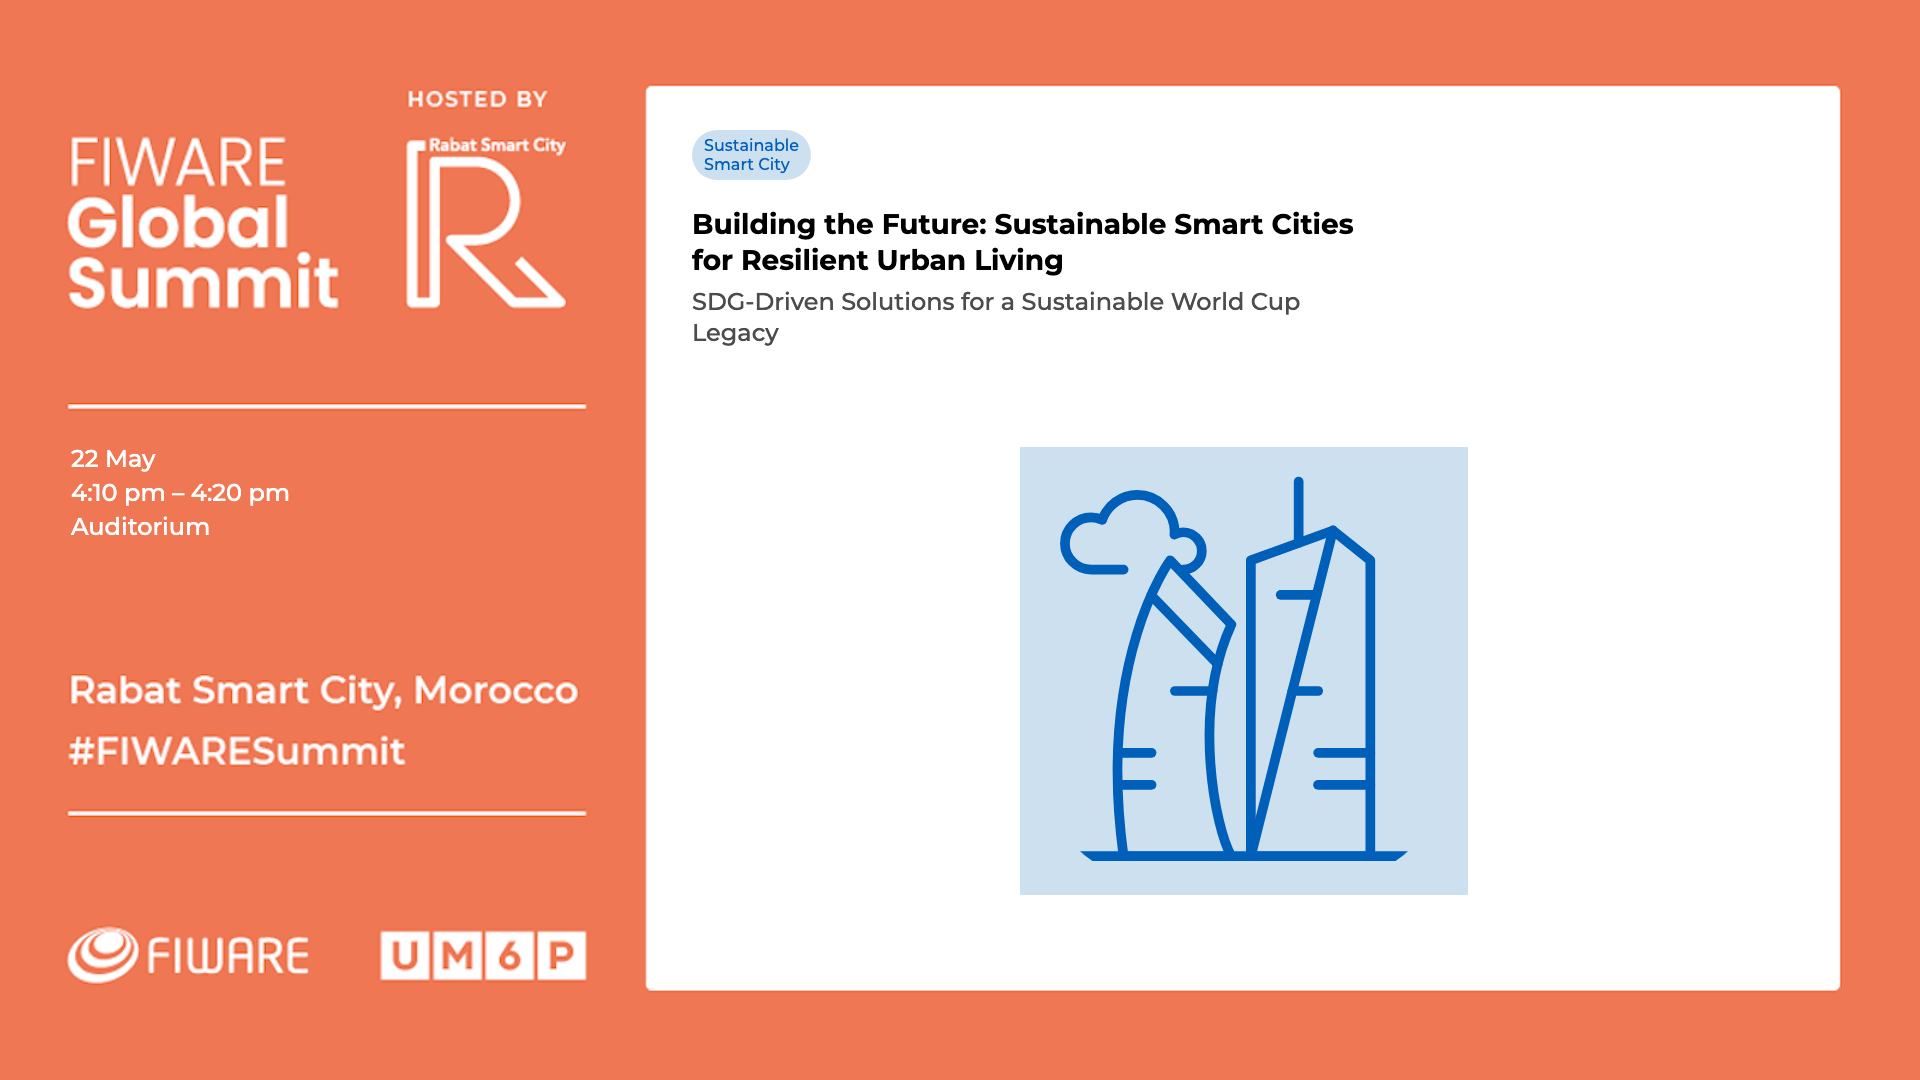 HOSTED BY
FIWARE
Global
Summit
Rabat Smart City
R
22 May
4:10 pm – 4:20 pm
Auditorium
Rabat Smart City, Morocco
#FIWARESummit
FIWARE
UM6P
Sustainable
Smart City
Building the Future: Sustainable Smart Cities
for Resilient Urban Living
SDG-Driven Solutions for a Sustainable World Cup
Legacy